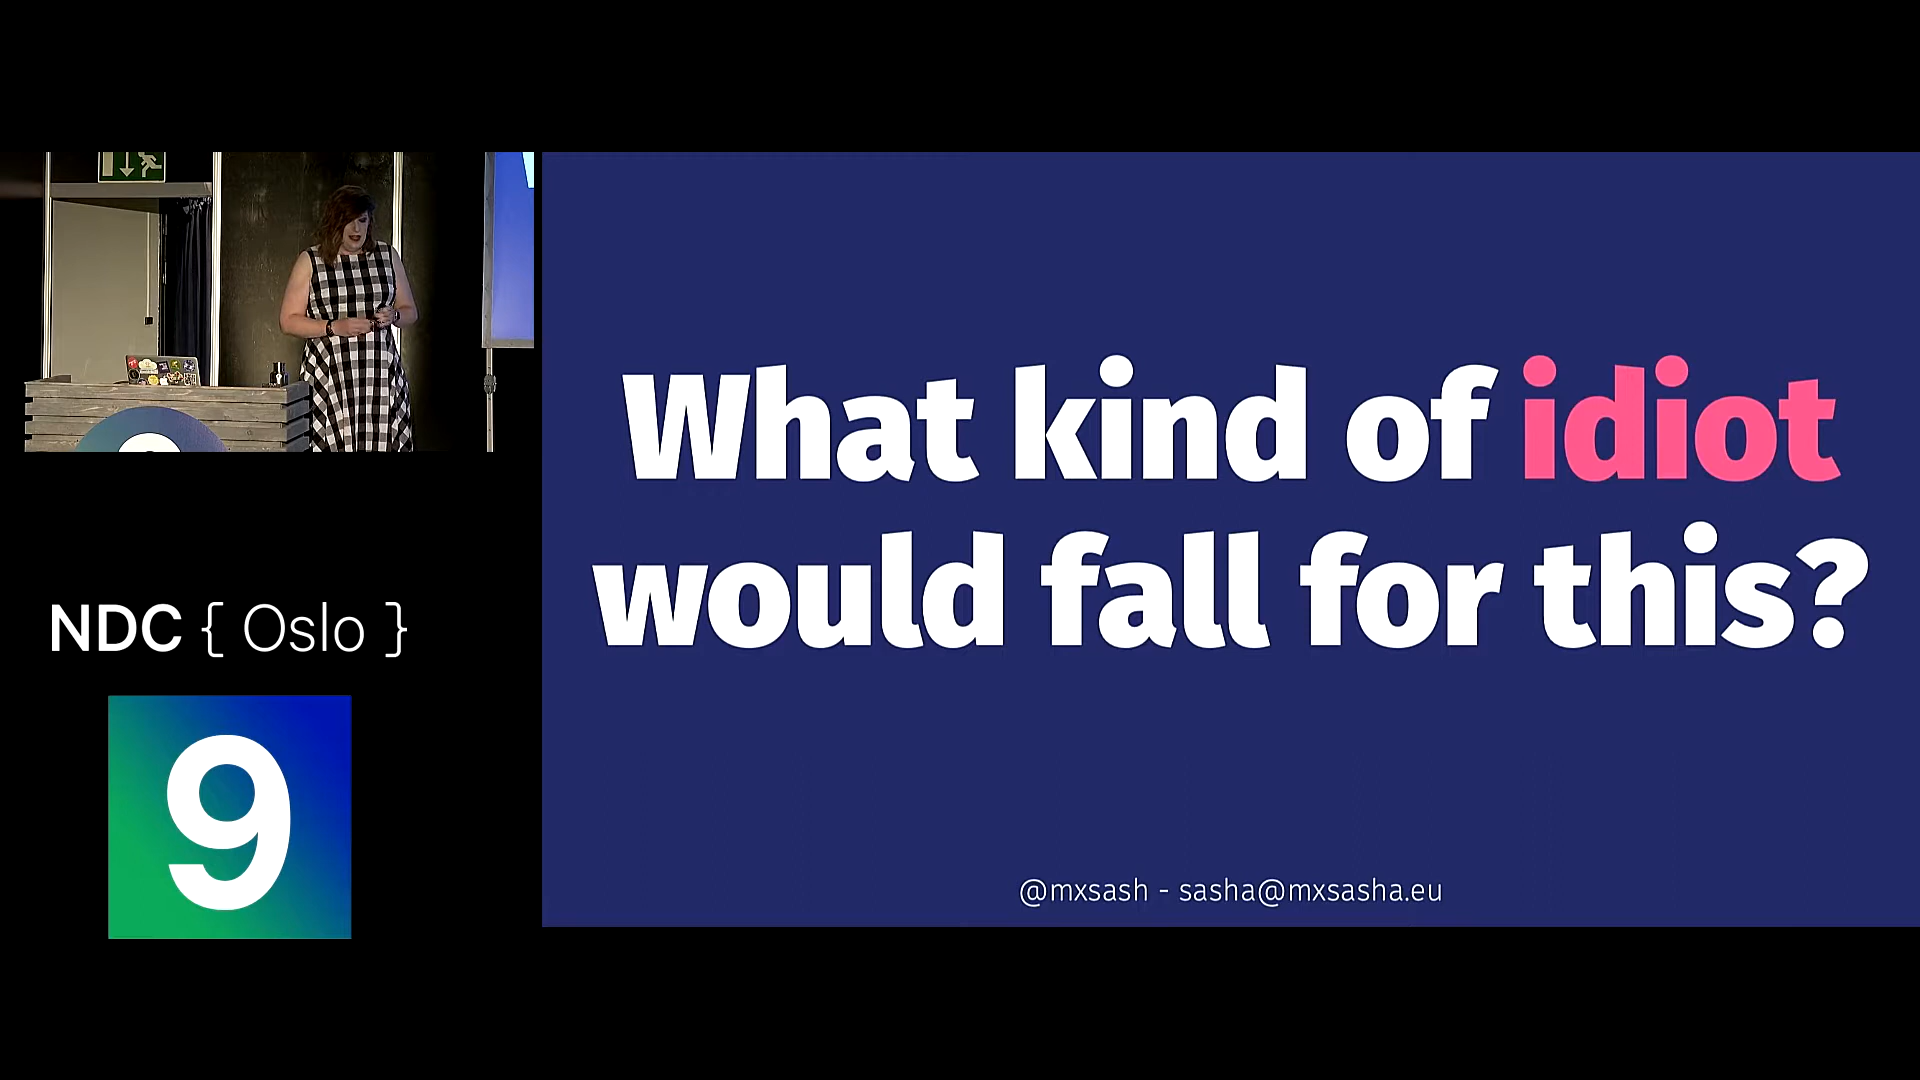 What kind of idiot
would fall for this?
@mxsash - sasha@mxsasha.eu
NDC { Oslo }
9